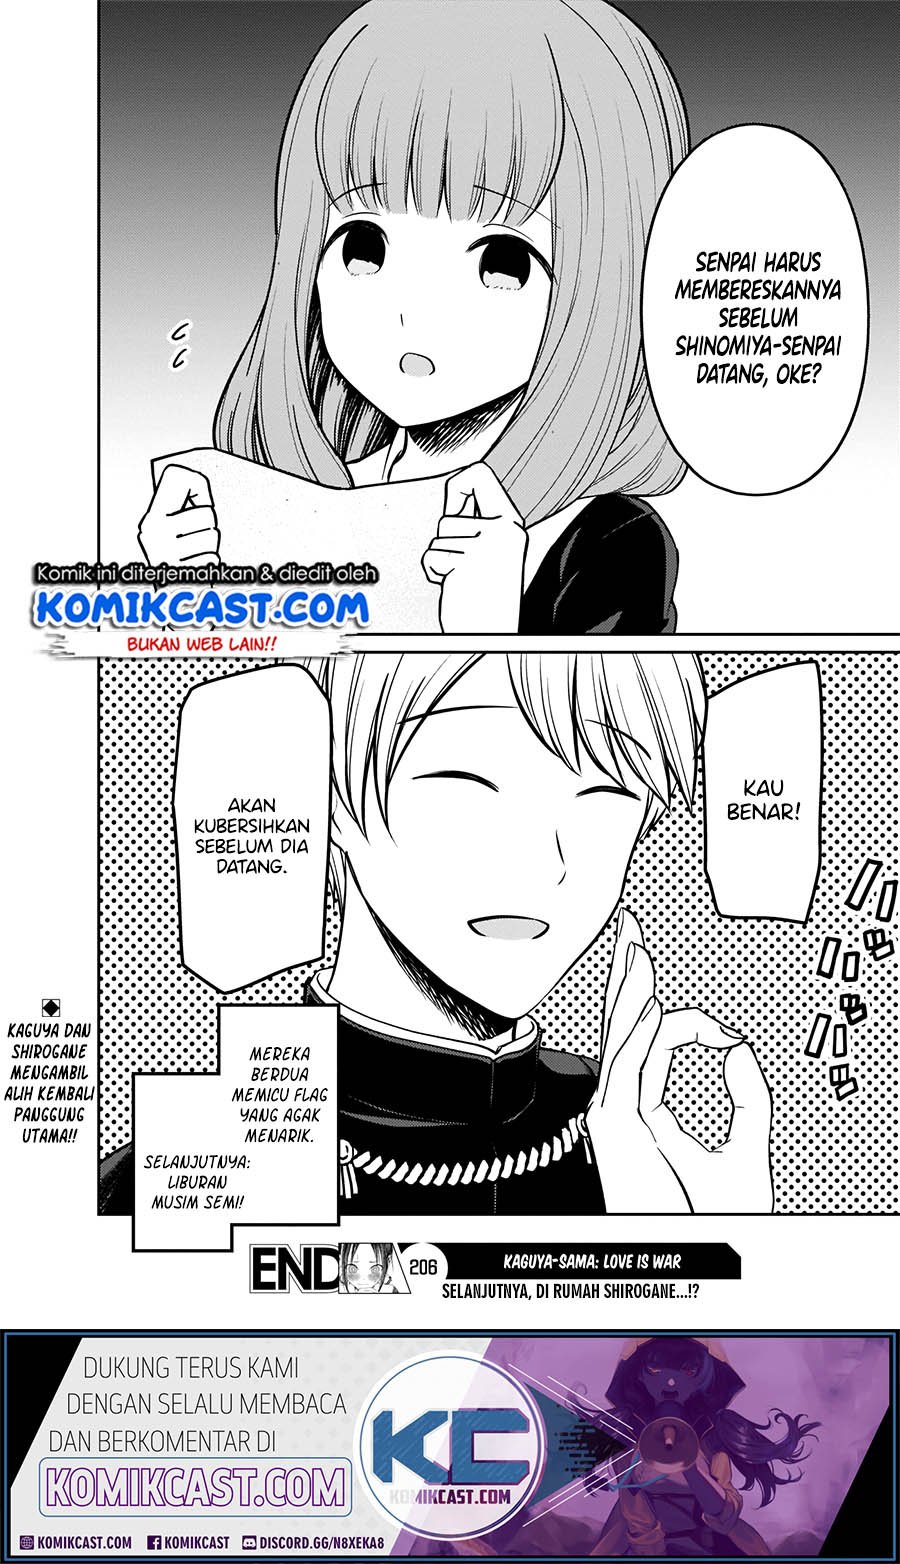 SENPAI HARUS
MEMBERESKANNYA
SEBELUM
SHINOMIYA-SENPAI
DATANG, OKE?
Komik ini diterjemahkan & diedit oleh
KOMIKCAST.COM
BUKAN WEB LAIN!!
KAU
BENAR!
AKAN
KUBERSIHKAN
SEBELUM DIA
DATANG.
MEREKA
BERDUA
MEMICU FLAG
YANG AGAK
MENARIK.
SELANJUTNYA:
LIBURAN
MUSIM SEMI!
KAGUYA DAN
SHIROGANE
MENGAMBIL
ALIH KEMBALI
PANGGUNG
UTAMA!!
END
206
KAGUYA-SAMA: LOVE IS WAR
SELANJUTNYA, DI RUMAH SHIROGANE...!?
DUKUNG TERUS KAMI
DENGAN SELALU MEMBACA
DAN BERKOMENTAR DI
KOMIKCAST.COM
KC
KOMIKCAST.COM
KOMIKCAST.COM
KOMIKCAST
DISCORD.GG/N8XEKA8